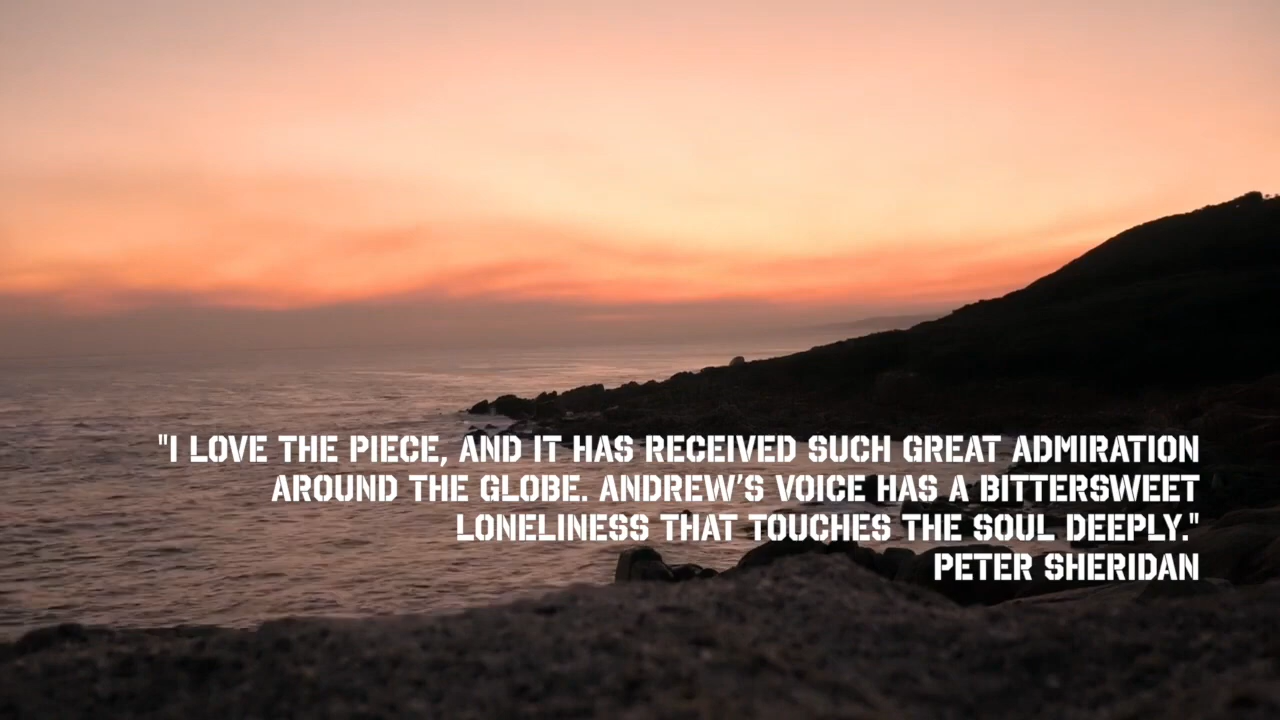 "I LOVE THE PIECE, AND IT HAS RECEIVED SUCH GREAT ADMIRATION
AROUND THE GLOBE. ANDREW'S VOICE HAS A BITTERSWEET
LONELINESS THAT TOUCHES THE SOUL DEEPLY."
PETER SHERIDAN